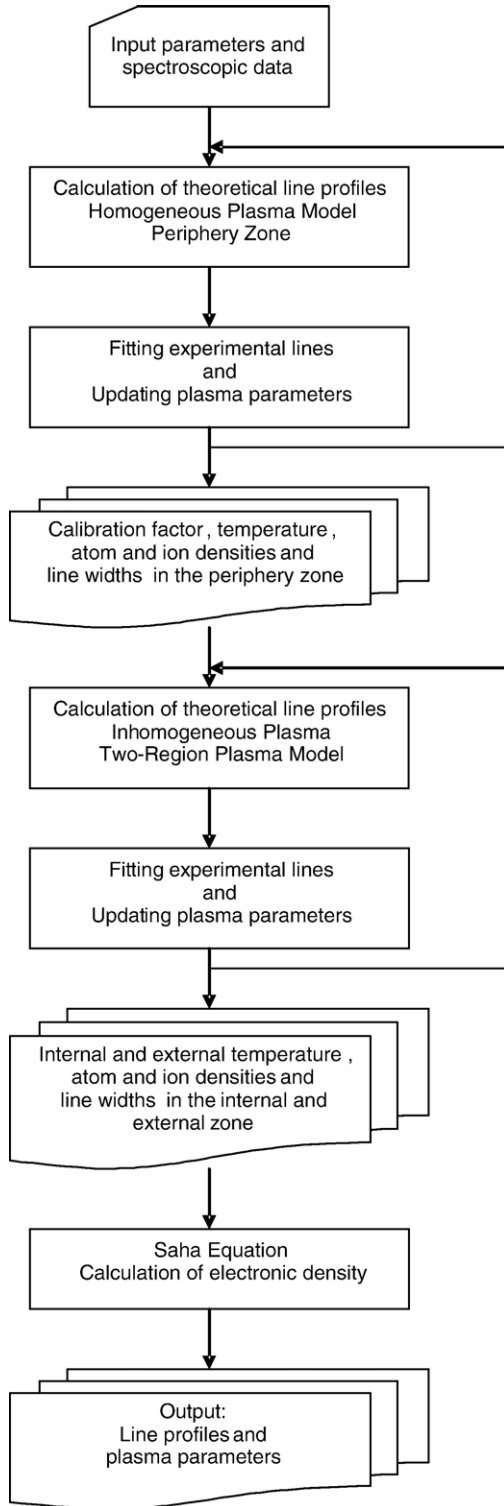 Input parameters and
spectroscopic data
Calculation of theoretical line profiles
Homogeneous Plasma Model
Periphery Zone
Fitting experimental lines
and
Updating plasma parameters
Calibration factor, temperature,
atom and ion densities and
line widths in the periphery zone
Calculation of theoretical line profiles
Inhomogeneous Plasma
Two-Region Plasma Model
Fitting experimental lines
and
Updating plasma parameters
Internal and external temperature,
atom and ion densities and
line widths in the internal and
external zone
Saha Equation
Calculation of electronic density
Output:
Line profiles and
plasma parameters